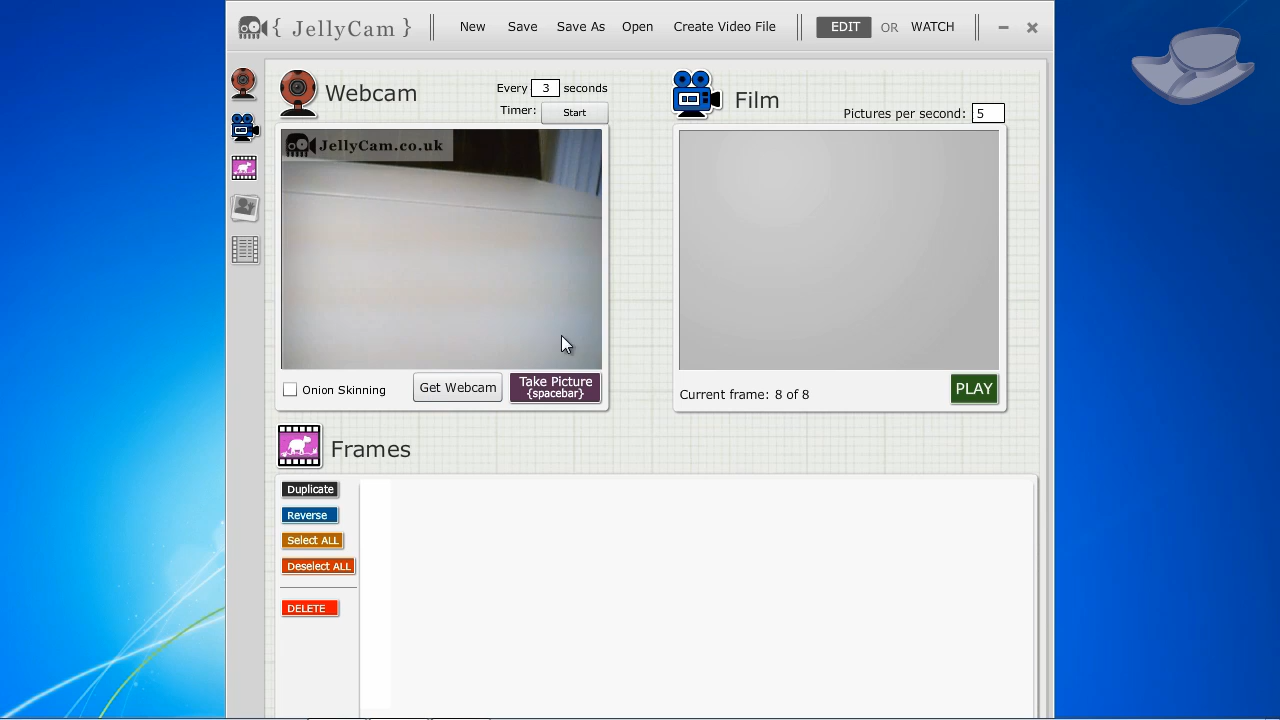 { JellyCam } New Save Save As Open Create Video File EDIT OR WATCH
Webcam
Every 3 seconds
Timer: Start
JellyCam.co.uk
Onion Skinning
Get Webcam
Take Picture
{spacebar}
Film
Pictures per second: 5
Current frame: 8 of 8
PLAY
Frames
Duplicate
Reverse
Select ALL
Deselect ALL
DELETE